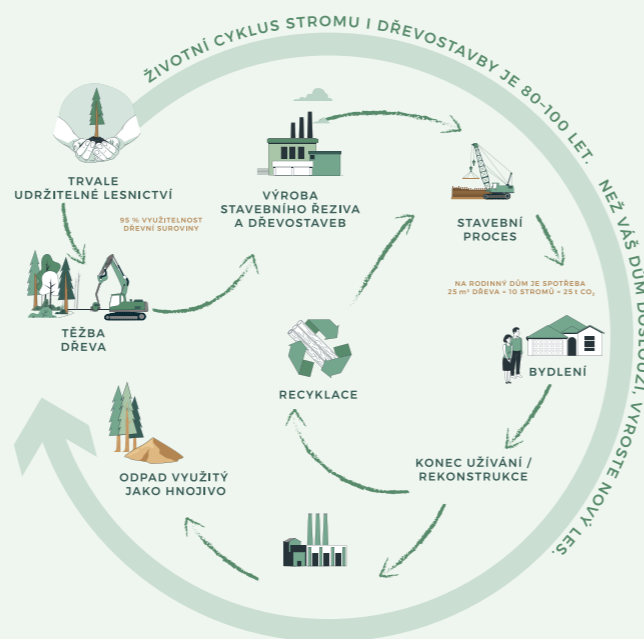 ŽIVOTNÍ CYKLUS STROMU I DŘEVOSTAVBY JE 80-100 LET. NEŽ VÁŠ DŮM DOSLOUŽÍ, VYROSTE NOVÝ LES.
TRVALE
UDRŽITELNÉ LESNICTVÍ
95 % VYUŽITELNOST
DŘEVNÍ SUROVINY
VÝROBA
STAVEBNÍHO ŘEZIVA
A DŘEVOSTAVEB
STAVEBNÍ
PROCES
NA RODINNÝ DŮM JE SPOTŘEBA
25 m³ DŘEVA = 10 STROMŮ = 25 t CO₂
TĚŽBA
DŘEVA
BYDLENÍ
RECYKLACE
KONEC UŽÍVÁNÍ /
REKONSTRUKCE
ODPAD VYUŽITÝ
JAKO HNOJIVO